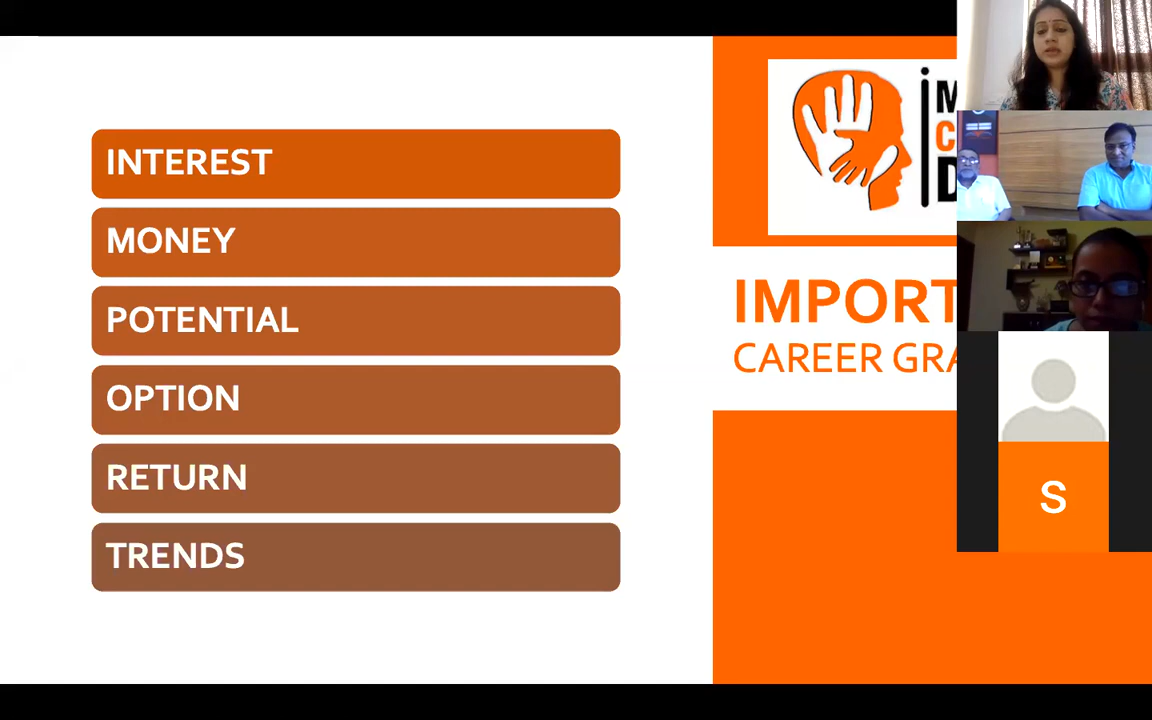 INTEREST
MONEY
POTENTIAL
OPTION
RETURN
TRENDS
i
M
C
D
IMPORT
CAREER GRA
S